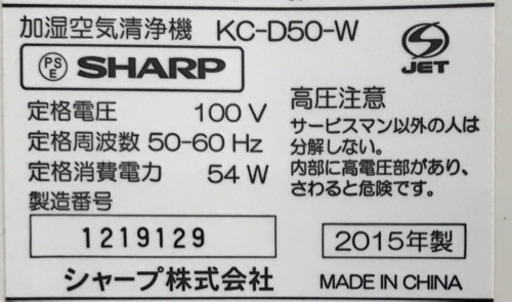 加湿空気清浄機 KC-D50-W
PSE SHARP
JET
定格電圧 100 V
定格周波数 50-60 Hz
定格消費電力 54 W
製造番号
1219129
シャープ株式会社
高圧注意
サービスマン以外の人は
分解しない。
内部に高電圧部があり、
さわると危険です。
2015年製
MADE IN CHINA